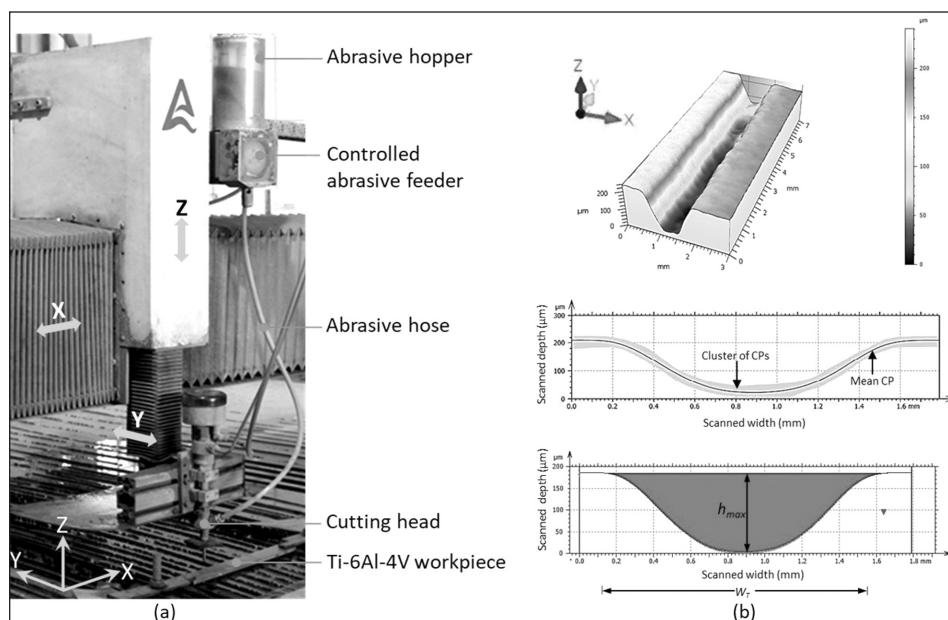 Abrasive hopper
Controlled
abrasive feeder
Z
X
Abrasive hose
Y
Cutting head
Ti-6Al-4V workpiece
Z
Y
X
(a)
Z
Y
X
µm
200
150
100
50
0
µm
200
100
0
0
1
2
3
mm
0
1
2
3
4
5
6
7
mm
Scanned depth (µm)
µm
300
200
100
0
Cluster of CPs
Mean CP
0.0 0.2 0.4 0.6 0.8 1.0 1.2 1.4 1.6 mm
Scanned width (mm)
Scanned depth (µm)
µm
200
150
100
50
0
hmax
0.2 0.4 0.6 0.8 1.0 1.2 1.4 1.6 1.8 mm
Scanned width (mm)
WT
(b)